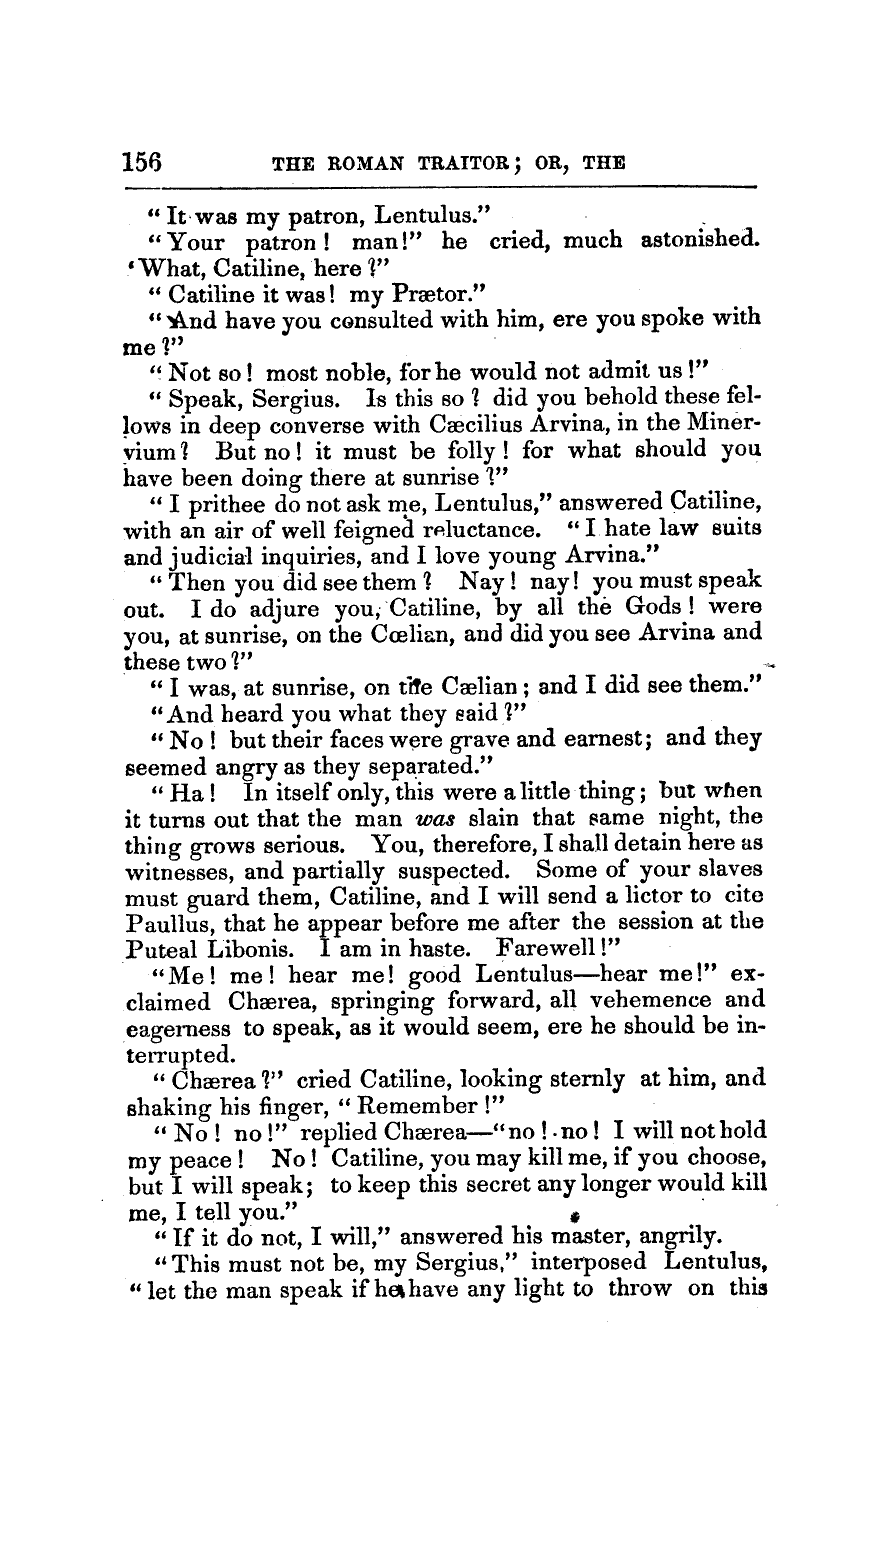 156 THE ROMAN TRAITOR; OR, THE
“ It was my patron, Lentulus.”
“ Your patron ! man!” he cried, much astonished.
‘What, Catiline, here ?”
“ Catiline it was! my Prætor.”
“ And have you consulted with him, ere you spoke with
me ?”
“ Not so ! most noble, for he would not admit us !”
“ Speak, Sergius. Is this so ? did you behold these fel-
lows in deep converse with Cæcilius Arvina, in the Miner-
vium ? But no ! it must be folly ! for what should you
have been doing there at sunrise ?”
“ I prithee do not ask me, Lentulus,” answered Catiline,
with an air of well feigned reluctance. “ I hate law suits
and judicial inquiries, and I love young Arvina.”
“ Then you did see them ? Nay ! nay! you must speak
out. I do adjure you, Catiline, by all the Gods ! were
you, at sunrise, on the Cœlian, and did you see Arvina and
these two ?”
“ I was, at sunrise, on the Cælian ; and I did see them.”
“And heard you what they said ?”
“ No ! but their faces were grave and earnest; and they
seemed angry as they separated.”
“ Ha ! In itself only, this were a little thing ; but when
it turns out that the man was slain that same night, the
thing grows serious. You, therefore, I shall detain here as
witnesses, and partially suspected. Some of your slaves
must guard them, Catiline, and I will send a lictor to cite
Paullus, that he appear before me after the session at the
Puteal Libonis. I am in haste. Farewell !”
“Me ! me ! hear me! good Lentulus—hear me!” ex-
claimed Chærea, springing forward, all vehemence and
eagerness to speak, as it would seem, ere he should be in-
terrupted.
“ Chærea ?” cried Catiline, looking sternly at him, and
shaking his finger, “ Remember !”
“ No ! no !” replied Chærea—“no ! no ! I will not hold
my peace ! No ! Catiline, you may kill me, if you choose,
but I will speak; to keep this secret any longer would kill
me, I tell you.”
“ If it do not, I will,” answered his master, angrily.
“This must not be, my Sergius,” interposed Lentulus,
“ let the man speak if he have any light to throw on this